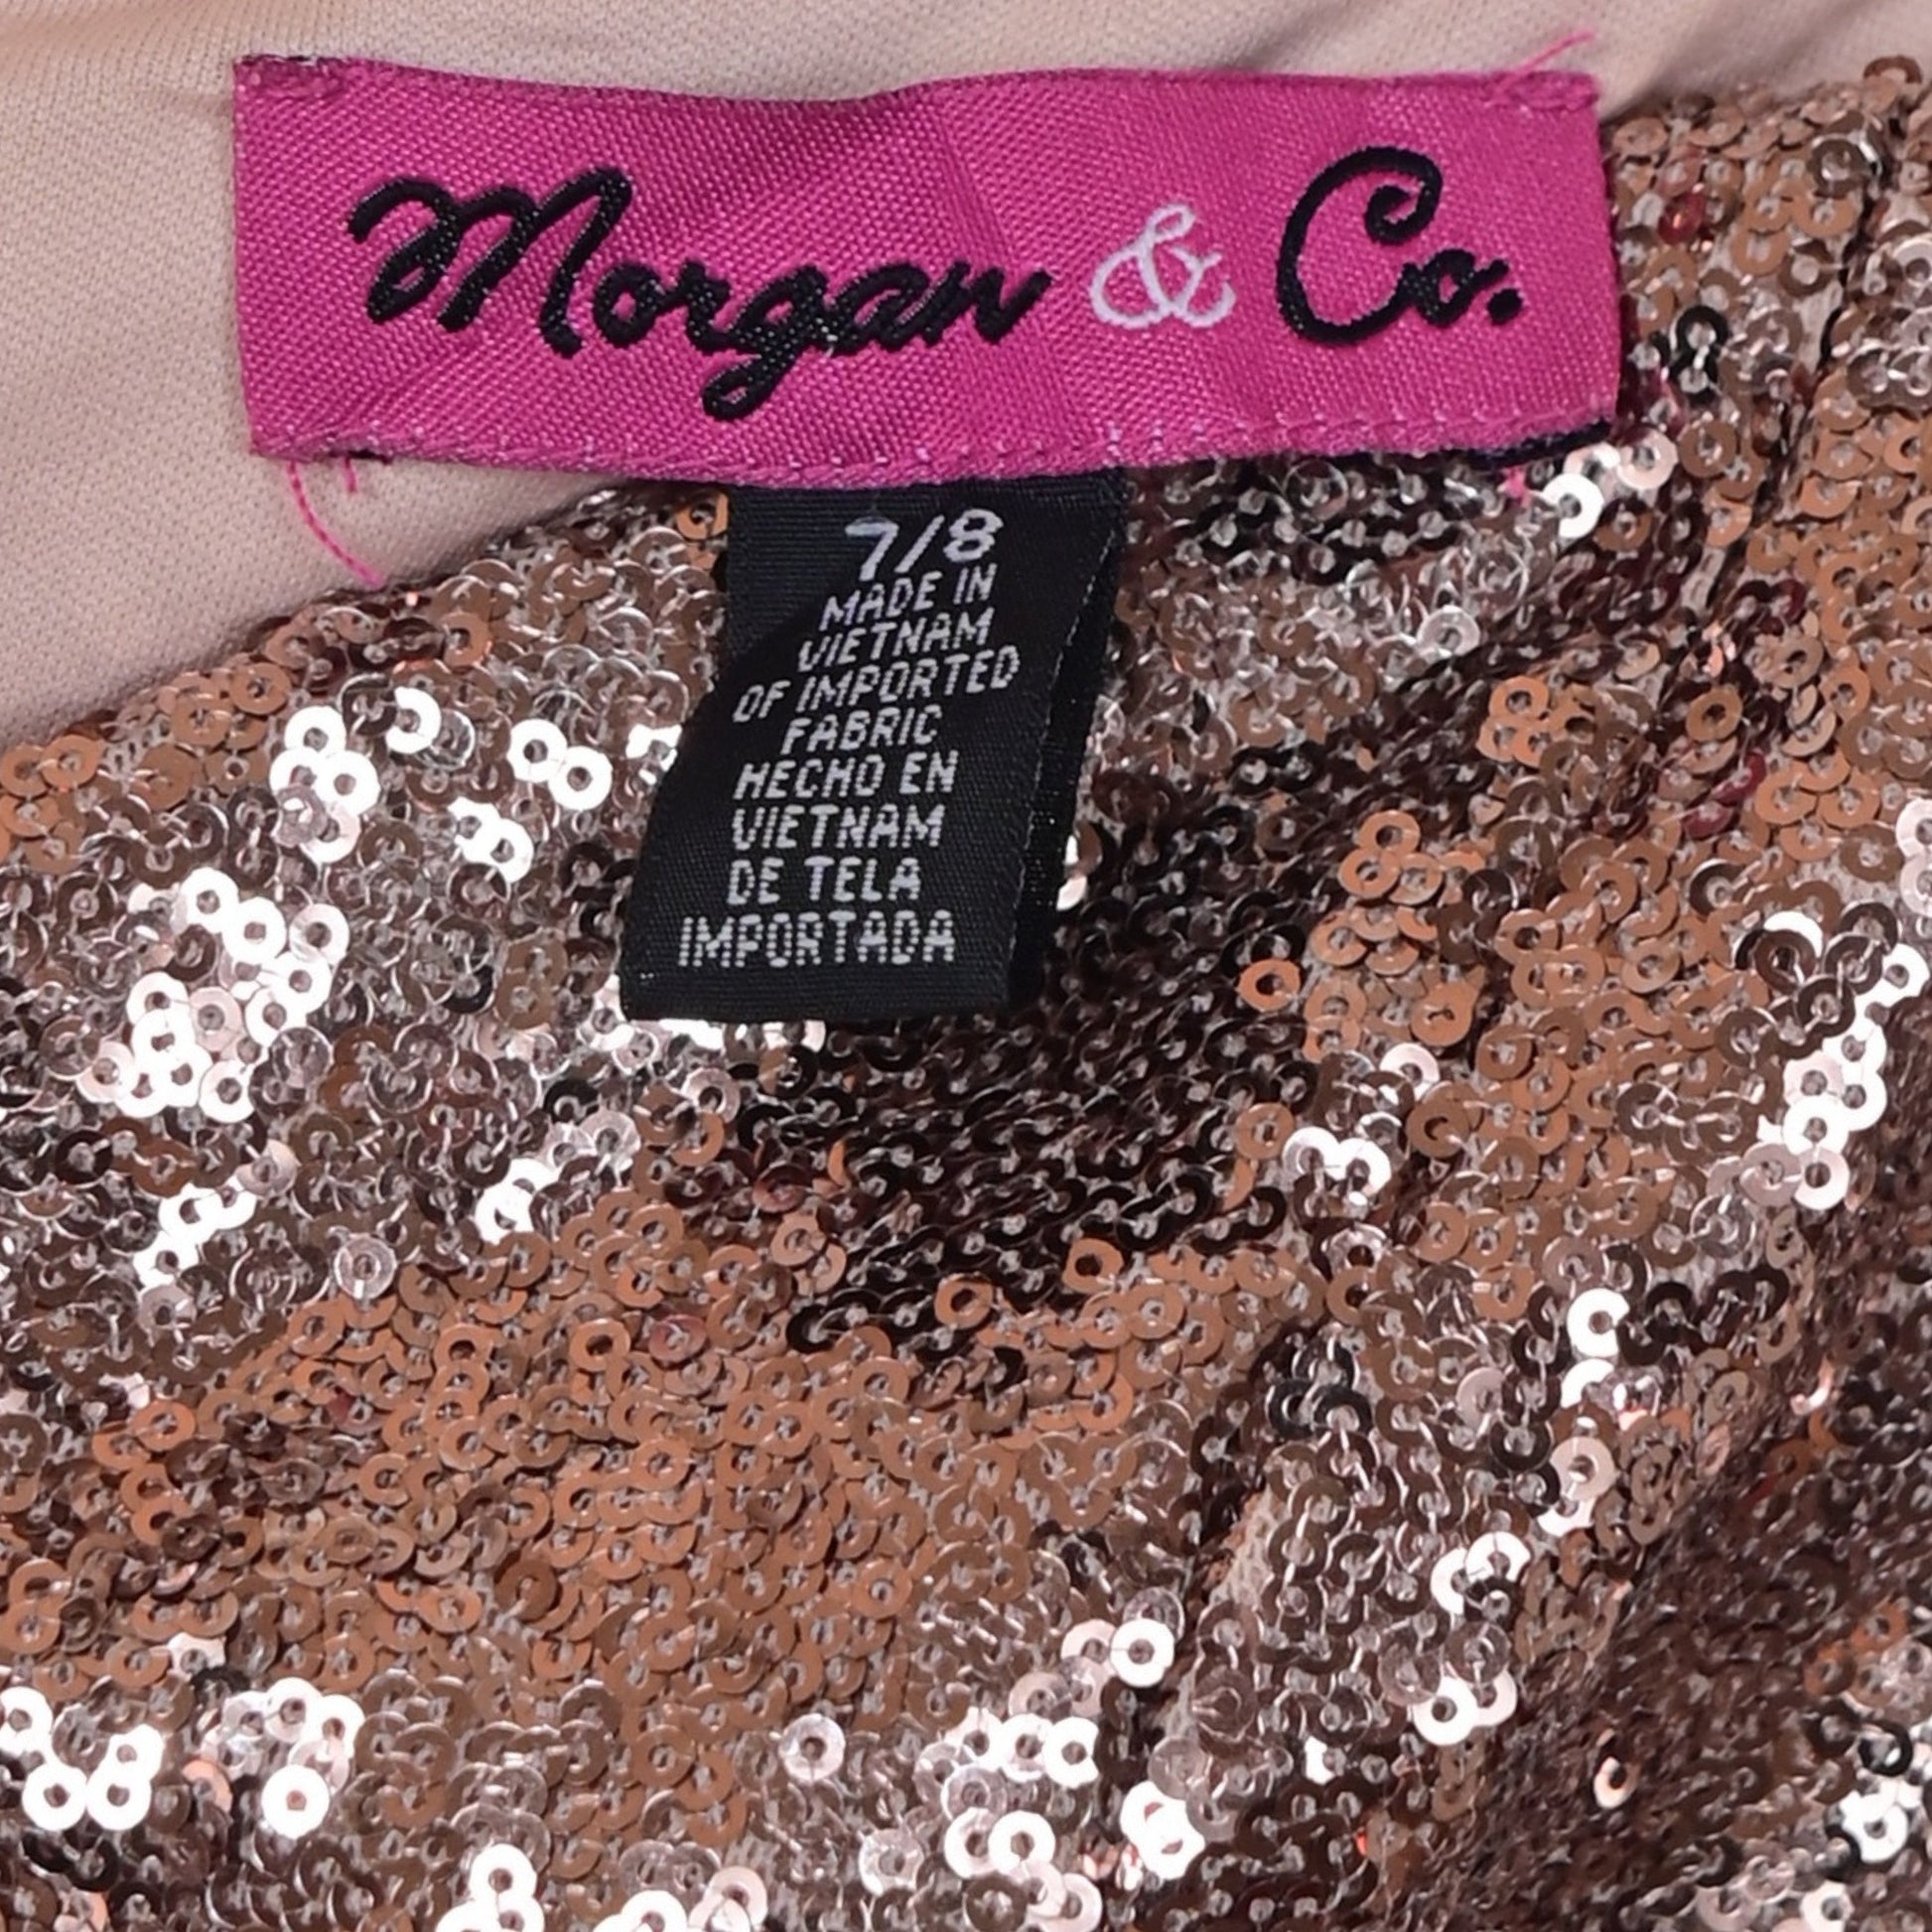 Morgan & Co.
7/8
MADE IN
VIETNAM
OF IMPORTED
FABRIC
HECHO EN
VIETNAM
DE TELA
IMPORTADA